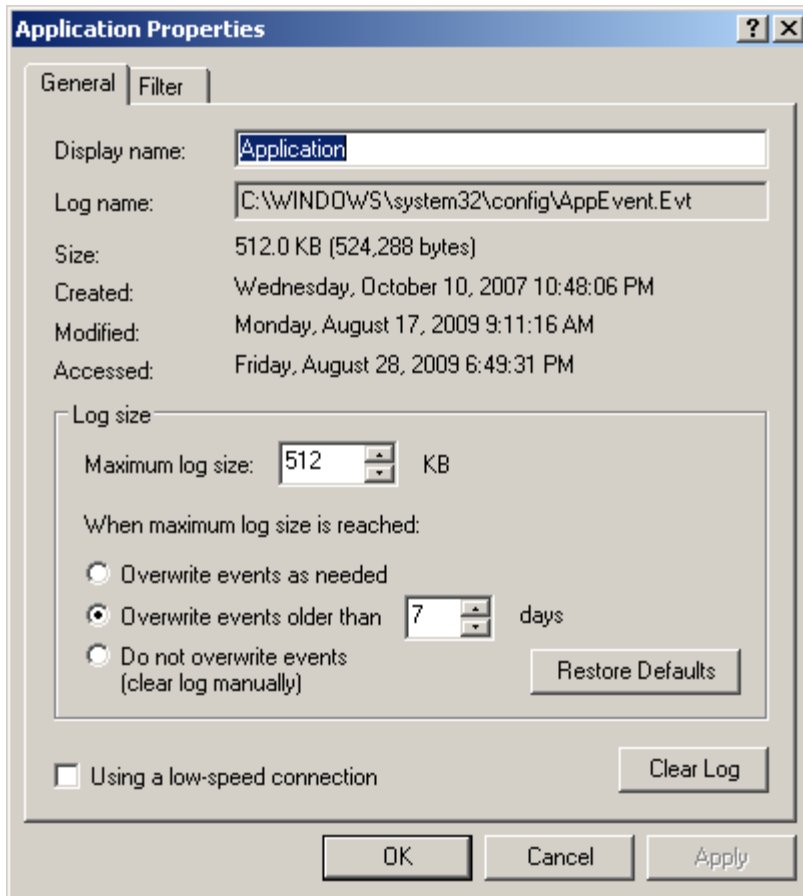 Application Properties
General Filter
Display name: Application
Log name: C:\WINDOWS\system32\config\AppEvent.Evt
Size: 512.0 KB (524,288 bytes)
Created: Wednesday, October 10, 2007 10:48:06 PM
Modified: Monday, August 17, 2009 9:11:16 AM
Accessed: Friday, August 28, 2009 6:49:31 PM
Log size
Maximum log size: 512 KB
When maximum log size is reached:
Overwrite events as needed
Overwrite events older than 7 days
Do not overwrite events
(clear log manually)
Restore Defaults
Using a low-speed connection
Clear Log
OK Cancel Apply